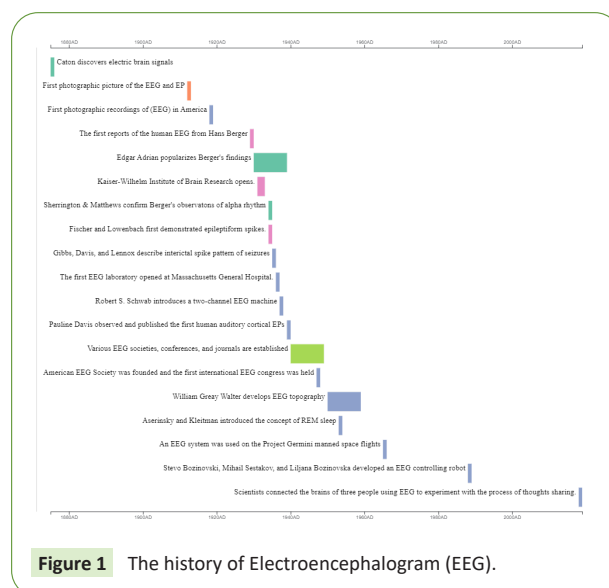 1880AD 1900AD 1920AD 1940AD 1960AD 1980AD 2000AD
Caton discovers electric brain signals
First photographic picture of the EEG and EP
First photographic recordings of (EEG) in America
The first reports of the human EEG from Hans Berger
Edgar Adrian popularizes Berger's findings
Kaiser-Wilhelm Institute of Brain Research opens.
Sherrington & Matthews confirm Berger's observatons of alpha rhythm
Fischer and Lowenbach first demonstrated epileptiform spikes.
Gibbs, Davis, and Lennox describe interictal spike pattern of seizures
The first EEG laboratory opened at Massachusetts General Hospital.
Robert S. Schwab introduces a two-channel EEG machine
Pauline Davis observed and published the first human auditory cortical EPs
Various EEG societies, conferences, and journals are established
American EEG Society was founded and the first international EEG congress was held
William Greay Walter develops EEG topography
Aserinsky and Kleitman introduced the concept of REM sleep
An EEG system was used on the Project Germini manned space flights
Stevo Bozinovski, Mihail Sestakov, and Liljana Bozinovska developed an EEG controlling robot
Scientists connected the brains of three people using EEG to experiment with the process of thoughts sharing.
1880AD 1900AD 1920AD 1940AD 1960AD 1980AD 2000AD
Figure 1 The history of Electroencephalogram (EEG).